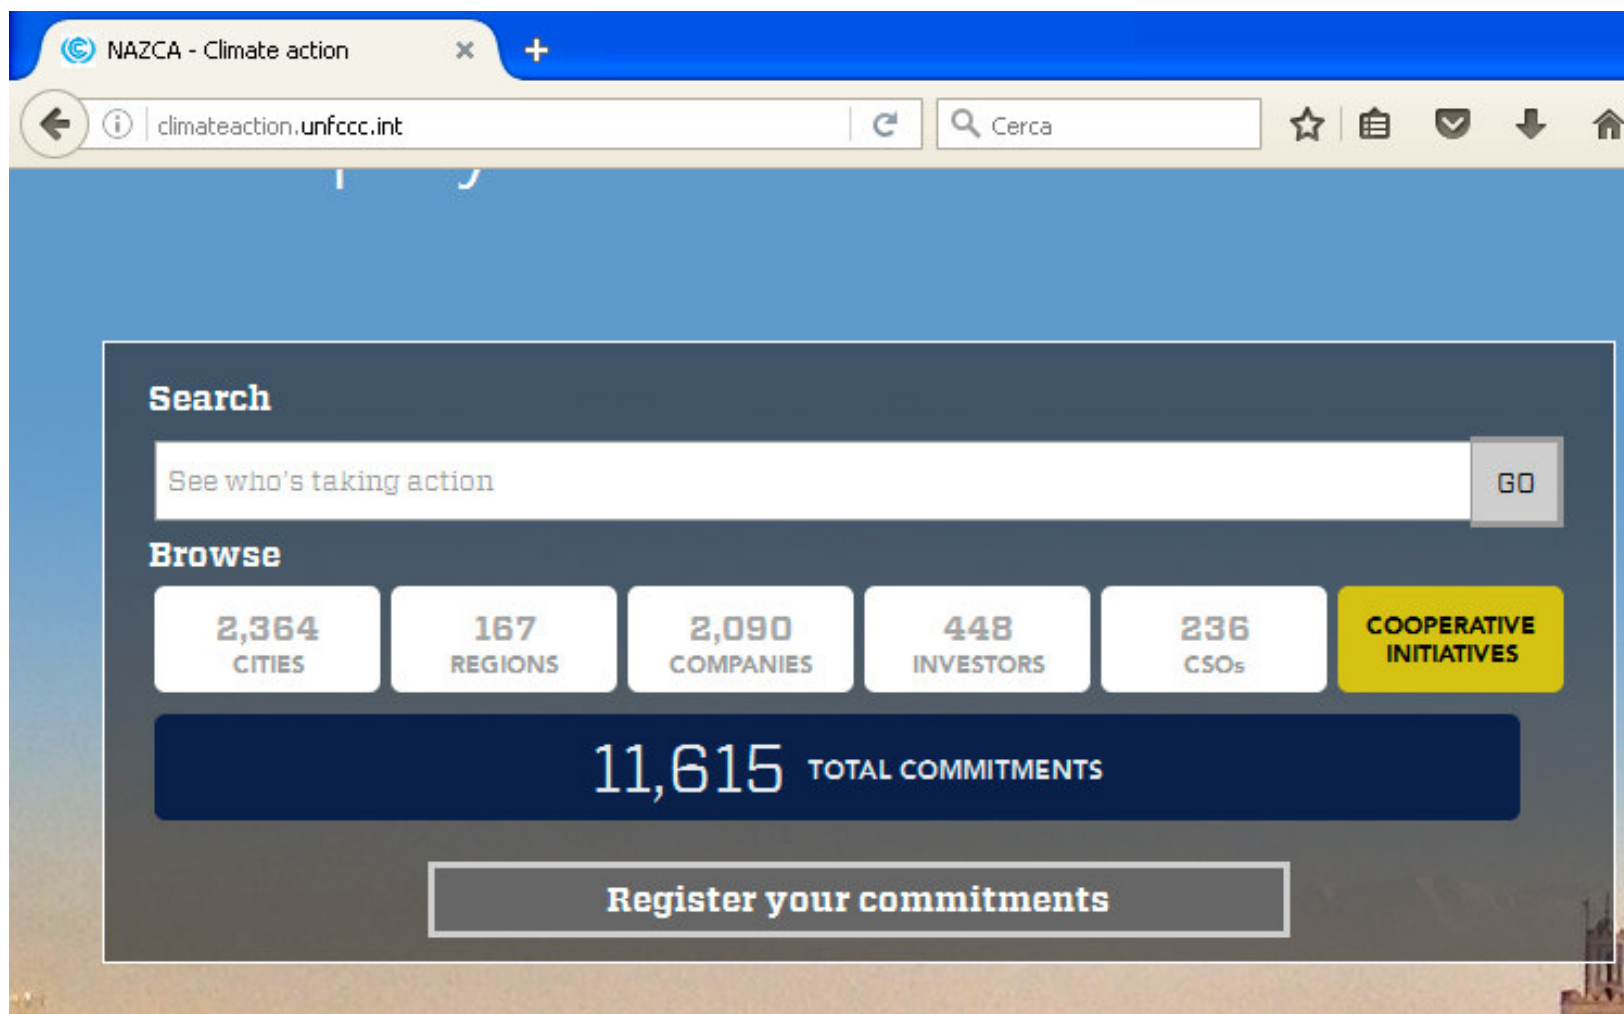 NAZCA - Climate action
climateaction.unfccc.int
Cerca
Search
See who's taking action
GO
Browse
2,364
CITIES
167
REGIONS
2,090
COMPANIES
448
INVESTORS
236
CSOs
COOPERATIVE
INITIATIVES
11,615 TOTAL COMMITMENTS
Register your commitments